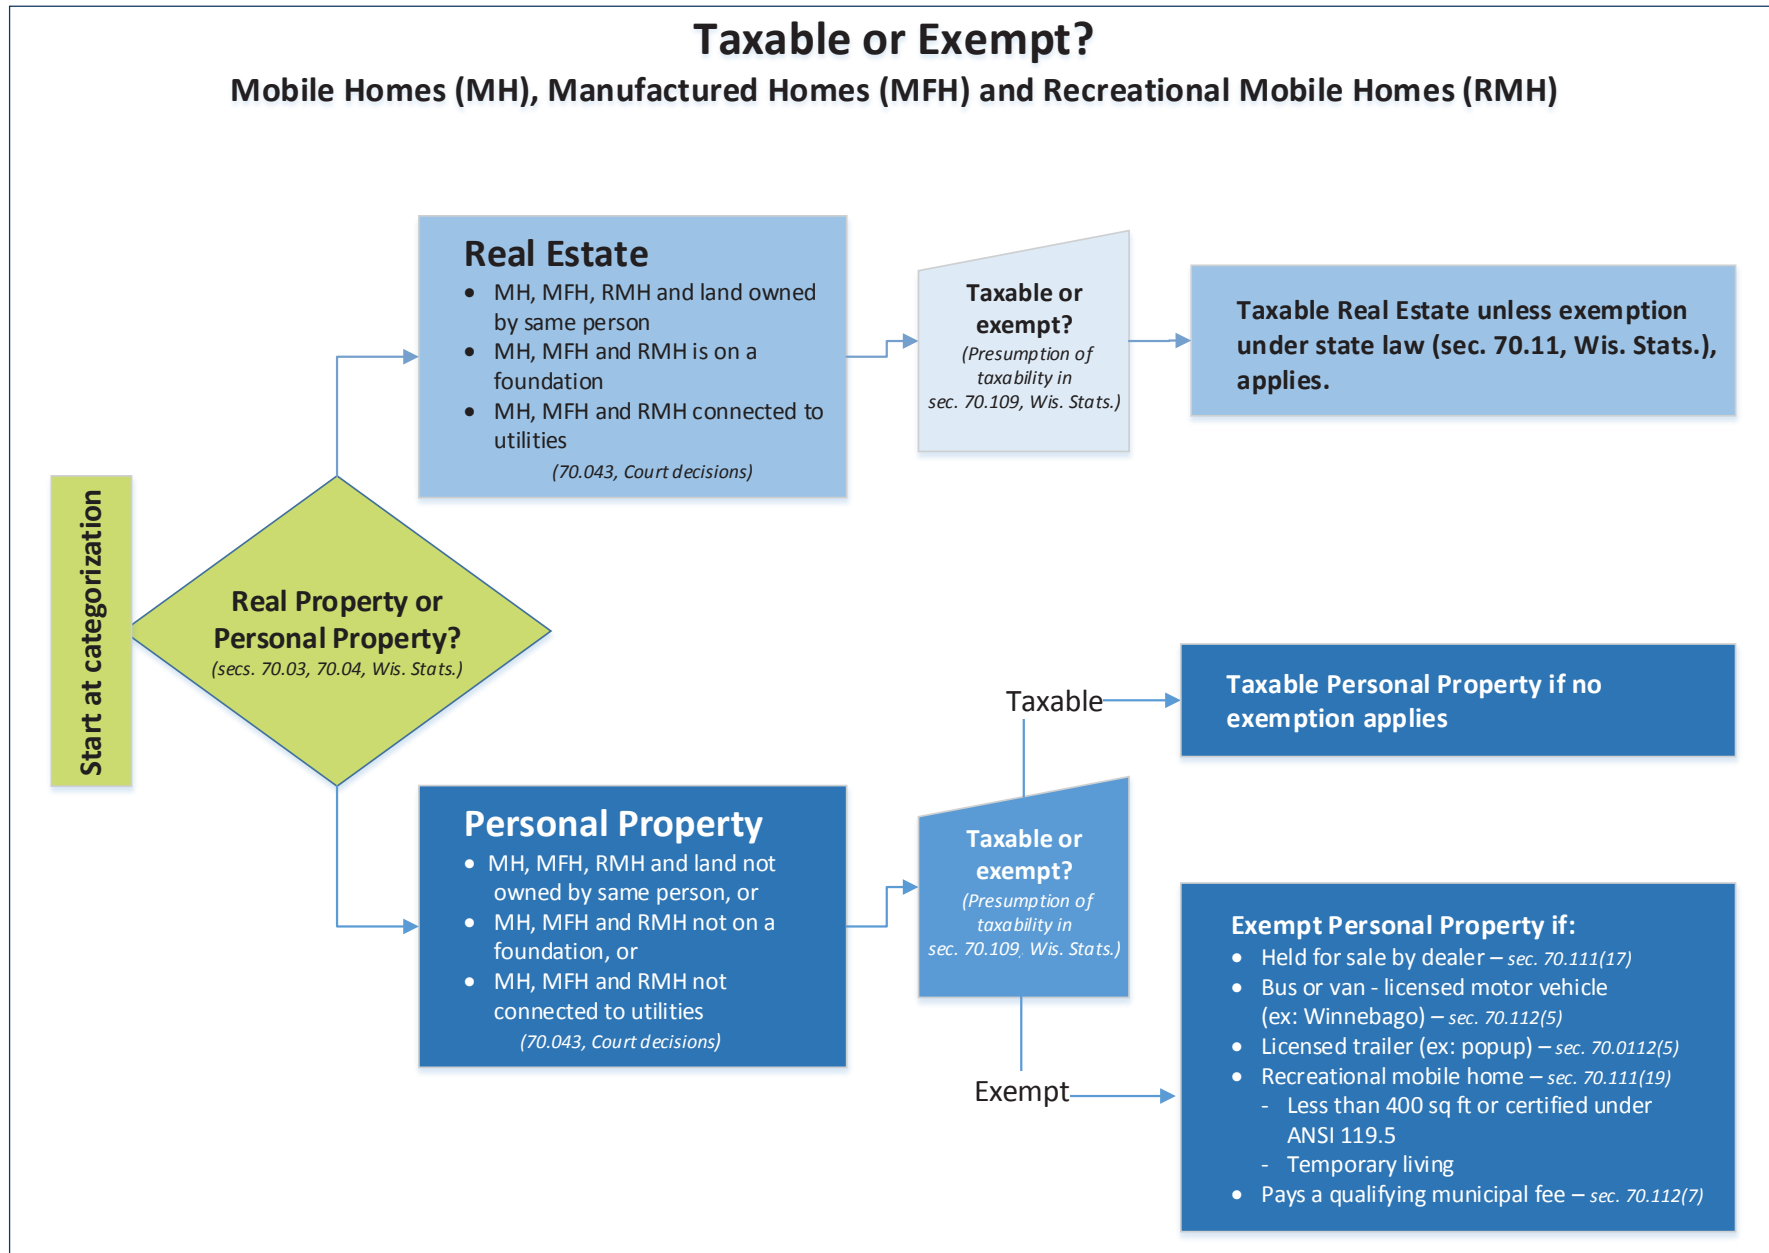 Taxable or Exempt?
Mobile Homes (MH), Manufactured Homes (MFH) and Recreational Mobile Homes (RMH)
Start at categorization
Real Property or
Personal Property?
(secs. 70.03, 70.04, Wis. Stats.)
Real Estate
• MH, MFH, RMH and land owned
by same person
• MH, MFH and RMH is on a
foundation
• MH, MFH and RMH connected to
utilities
(70.043, Court decisions)
Taxable or
exempt?
(Presumption of
taxability in
sec. 70.109, Wis. Stats.)
Taxable Real Estate unless exemption
under state law (sec. 70.11, Wis. Stats.),
applies.
Personal Property
• MH, MFH, RMH and land not
owned by same person, or
• MH, MFH and RMH not on a
foundation, or
• MH, MFH and RMH not
connected to utilities
(70.043, Court decisions)
Taxable or
exempt?
(Presumption of
taxability in
sec. 70.109, Wis. Stats.)
Taxable
Taxable Personal Property if no
exemption applies
Exempt
Exempt Personal Property if:
• Held for sale by dealer – sec. 70.111(17)
• Bus or van - licensed motor vehicle
(ex: Winnebago) – sec. 70.112(5)
• Licensed trailer (ex: popup) – sec. 70.0112(5)
• Recreational mobile home – sec. 70.111(19)
- Less than 400 sq ft or certified under
ANSI 119.5
- Temporary living
• Pays a qualifying municipal fee – sec. 70.112(7)